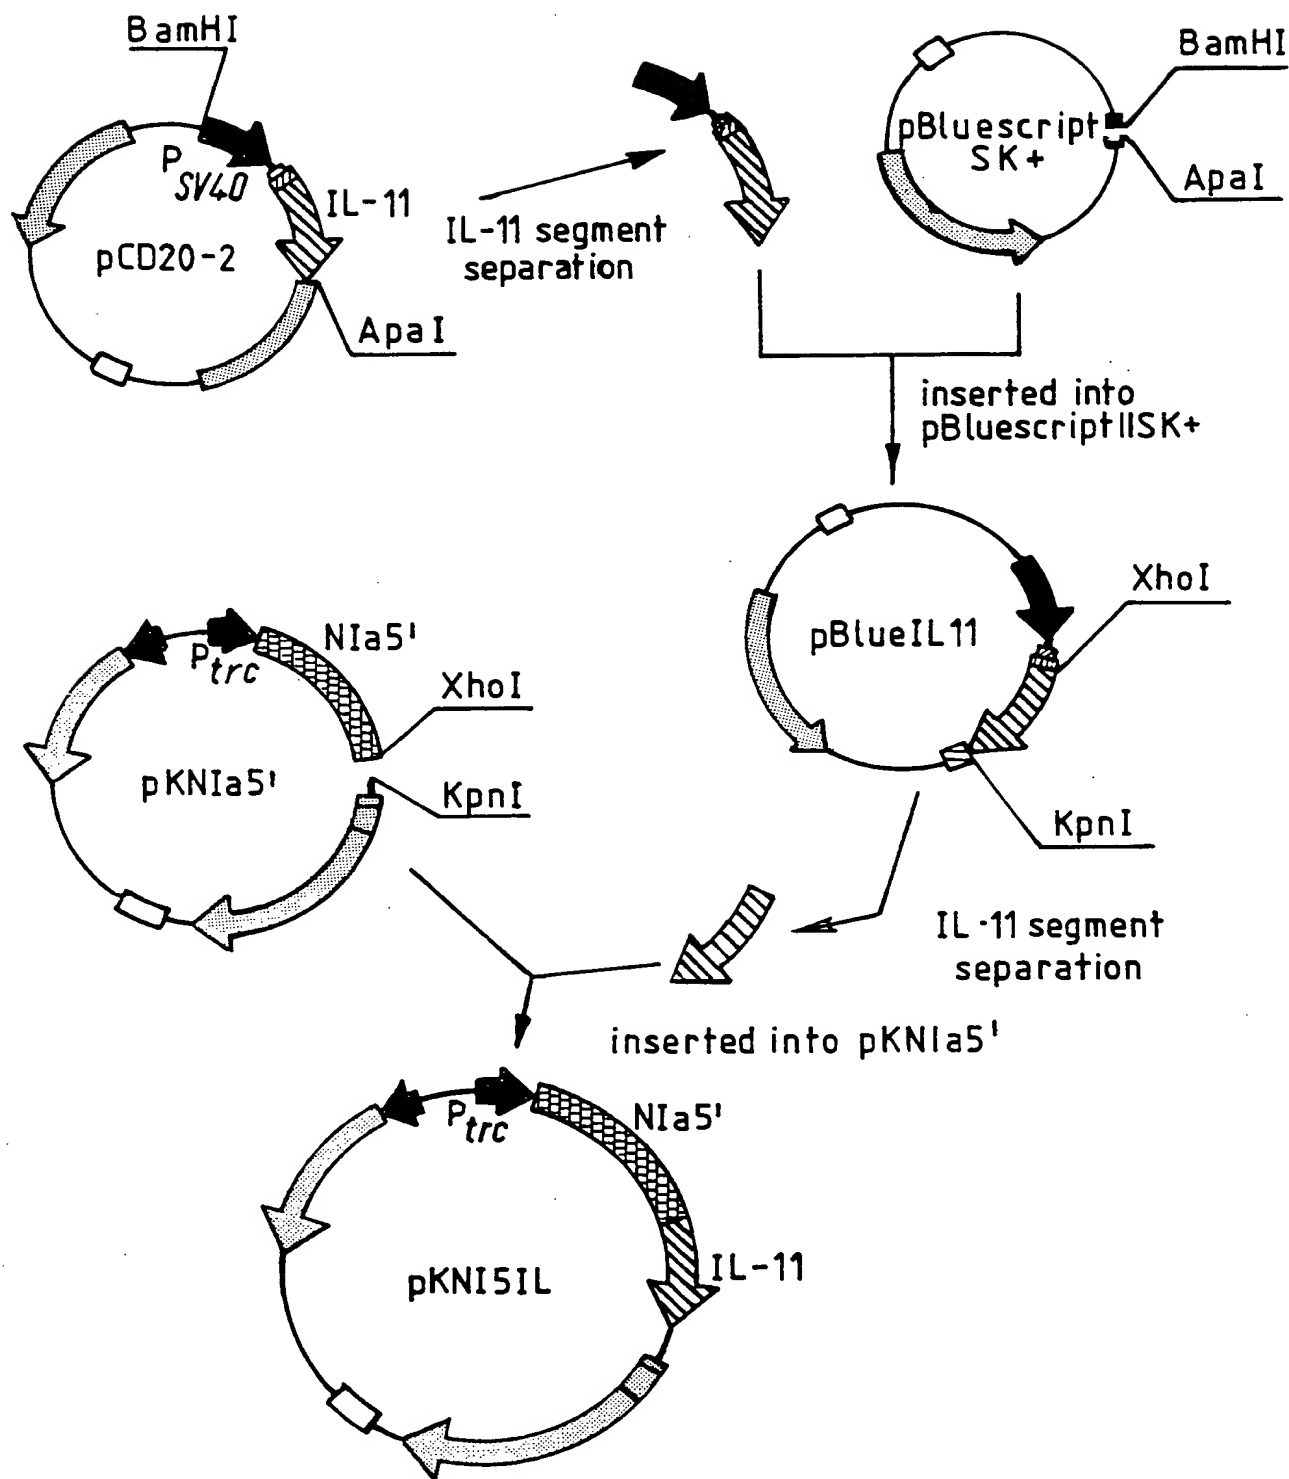 BamHI
PSV40
IL-11
pCD20-2
ApaI
IL-11 segment
separation
BamHI
pBluescript
SK+
ApaI
inserted into
pBluescriptIISK+
XhoI
pBlueIL11
KpnI
NIa5'
Ptrc
XhoI
pKNIa5'
KpnI
IL-11 segment
separation
inserted into pKNIa5'
NIa5'
Ptrc
IL-11
pKNI5IL